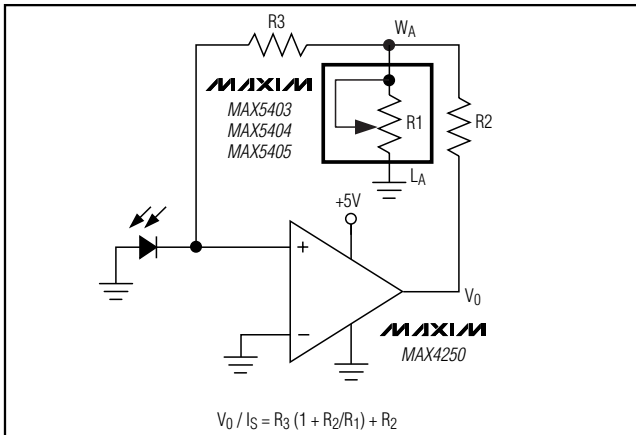 R3
WA
MAXIM
MAX5403
MAX5404
MAX5405
R1
R2
LA
+5V
+
−
V0
MAXIM
MAX4250
V0 / IS = R3 (1 + R2/R1) + R2